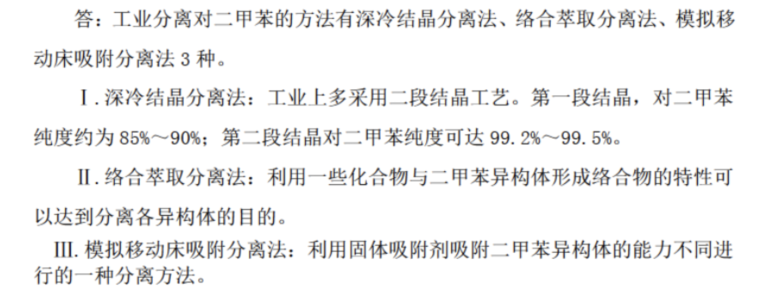 答：工业分离对二甲苯的方法有深冷结晶分离法、络合萃取分离法、模拟移
动床吸附分离法 3 种。
Ⅰ.深冷结晶分离法：工业上多采用二段结晶工艺。第一段结晶，对二甲苯
纯度约为 85%～90%；第二段结晶对二甲苯纯度可达 99.2%～99.5%。
Ⅱ.络合萃取分离法：利用一些化合物与二甲苯异构体形成络合物的特性可
以达到分离各异构体的目的。
Ⅲ.模拟移动床吸附分离法：利用固体吸附剂吸附二甲苯异构体的能力不同进
行的一种分离方法。